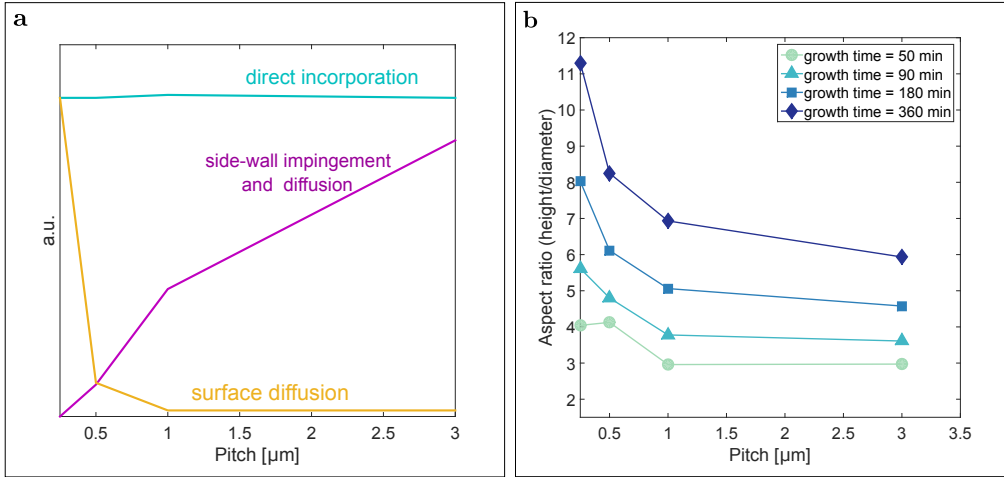 a
direct incorporation
side-wall impingement
and diffusion
surface diffusion
a.u.
0.5 1 1.5 2 2.5 3
Pitch [µm]
b
growth time = 50 min
growth time = 90 min
growth time = 180 min
growth time = 360 min
Aspect ratio (height/diameter)
12
11
10
9
8
7
6
5
4
3
2
0.5 1 1.5 2 2.5 3 3.5
Pitch [µm]